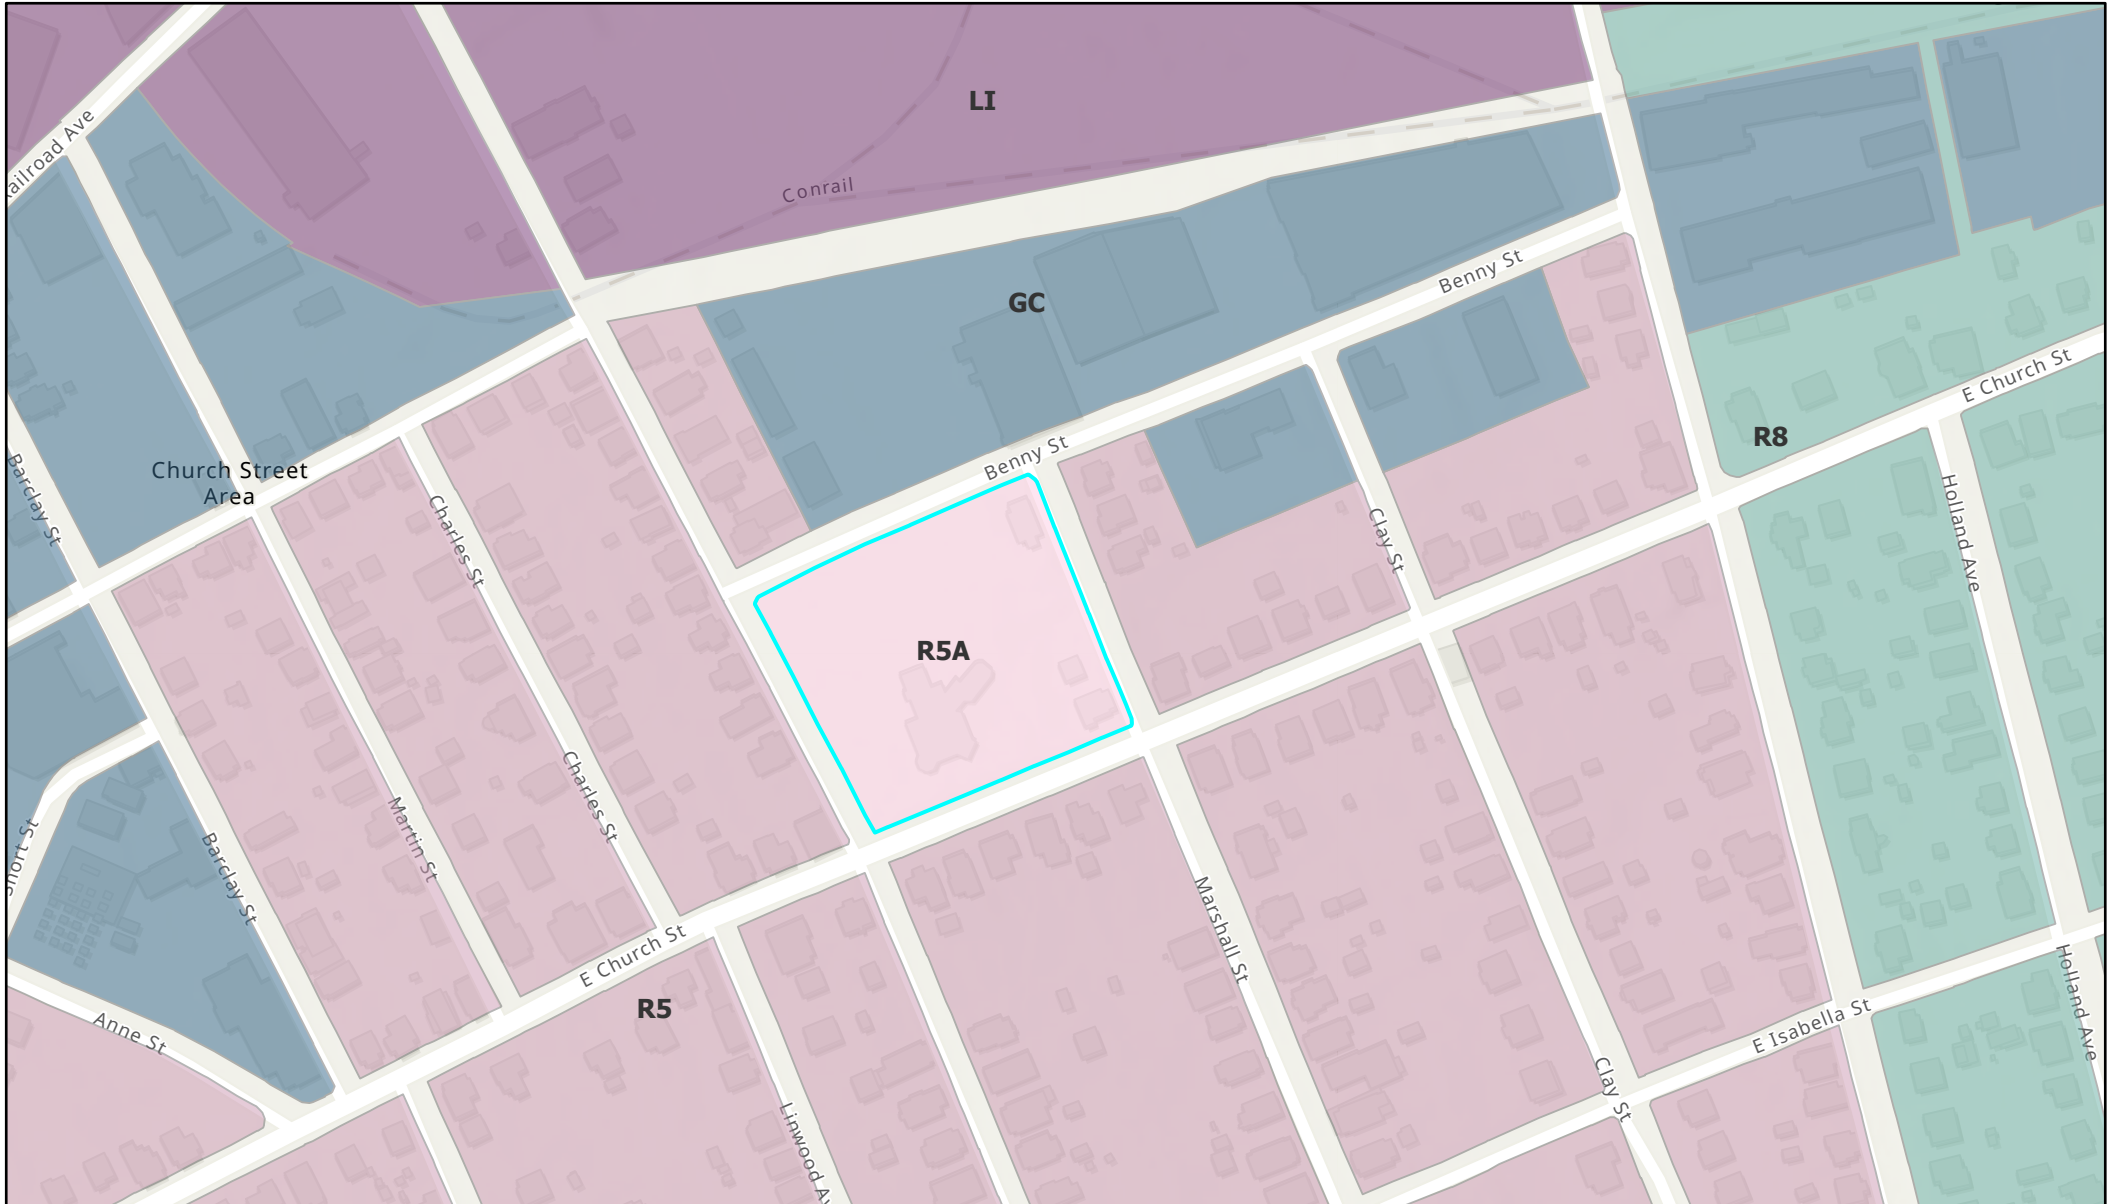 LI
Railroad Ave
Conrail
GC
Benny St
E Church St
R8
Benny St
Church Street
Area
Barclay St
Charles St
Clay St
Holland Ave
R5A
Charles St
Martin St
Short St
Barclay St
Marshall St
E Church St
R5
Holland Ave
Anne St
E Isabella St
Clay St
Linwood Av